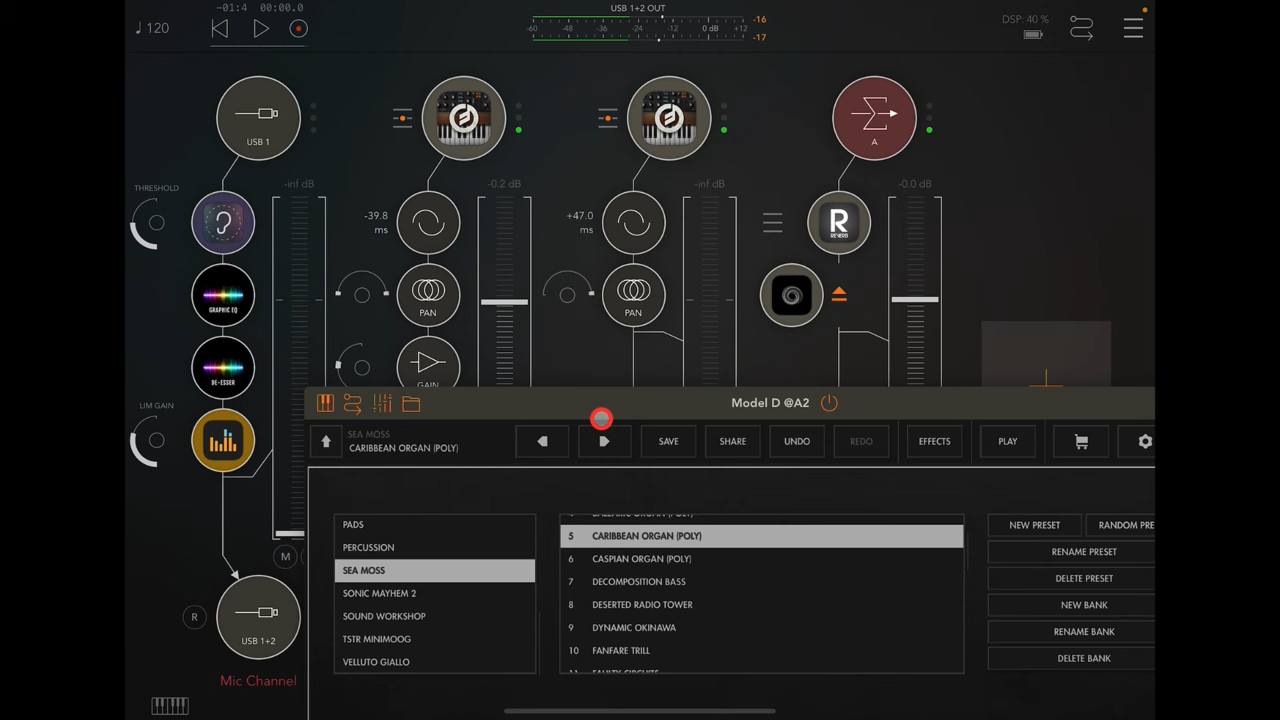 -01:4 00:00.0
USB 1+2 OUT
120
-60 -48 -36 -24 -12 0 dB +12
-16
-17
DSP: 40 %
USB 1
A
THRESHOLD
-inf dB
-0.2 dB
-inf dB
-0.0 dB
-39.8
ms
+47.0
ms
R
REVERB
GRAPHIC EQ
PAN
PAN
DE-ESSER
GAIN
LIM GAIN
Model D @A2
SEA MOSS
CARIBBEAN ORGAN (POLY)
SAVE
SHARE
UNDO
REDO
EFFECTS
PLAY
PADS
PERCUSSION
SEA MOSS
SONIC MAYHEM 2
SOUND WORKSHOP
TSTR MINIMOOG
VELLUTO GIALLO
5 CARIBBEAN ORGAN (POLY)
6 CASPIAN ORGAN (POLY)
7 DECOMPOSITION BASS
8 DESERTED RADIO TOWER
9 DYNAMIC OKINAWA
10 FANFARE TRILL
NEW PRESET
RANDOM PRE
RENAME PRESET
DELETE PRESET
NEW BANK
RENAME BANK
DELETE BANK
M
R
USB 1+2
Mic Channel